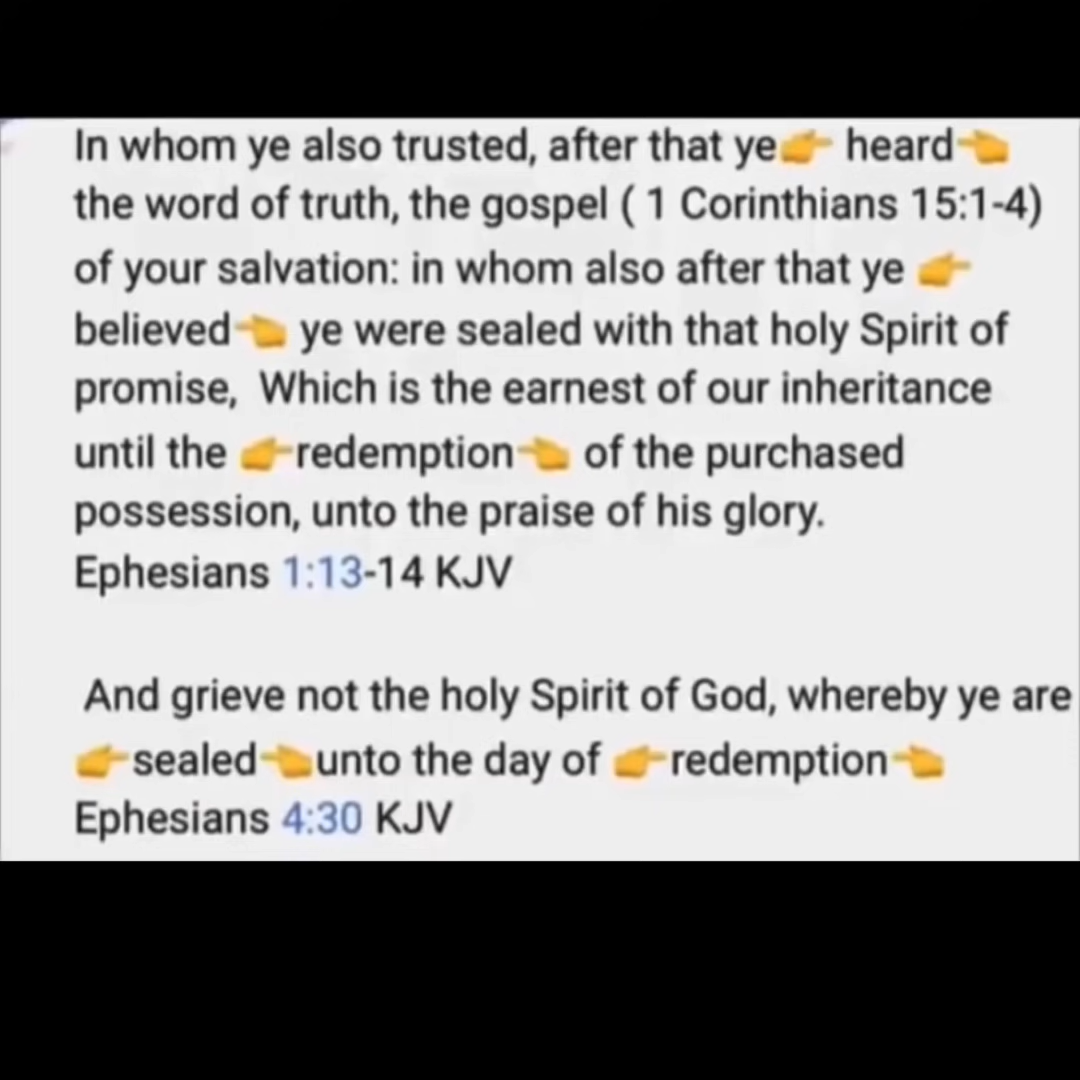 In whom ye also trusted, after that ye👉 heard👈
the word of truth, the gospel ( 1 Corinthians 15:1-4)
of your salvation: in whom also after that ye 👉
believed👈 ye were sealed with that holy Spirit of
promise,  Which is the earnest of our inheritance
until the 👉redemption👈 of the purchased
possession, unto the praise of his glory.
Ephesians 1:13-14 KJV
And grieve not the holy Spirit of God, whereby ye are
👉sealed👈unto the day of 👉redemption👈
Ephesians 4:30 KJV